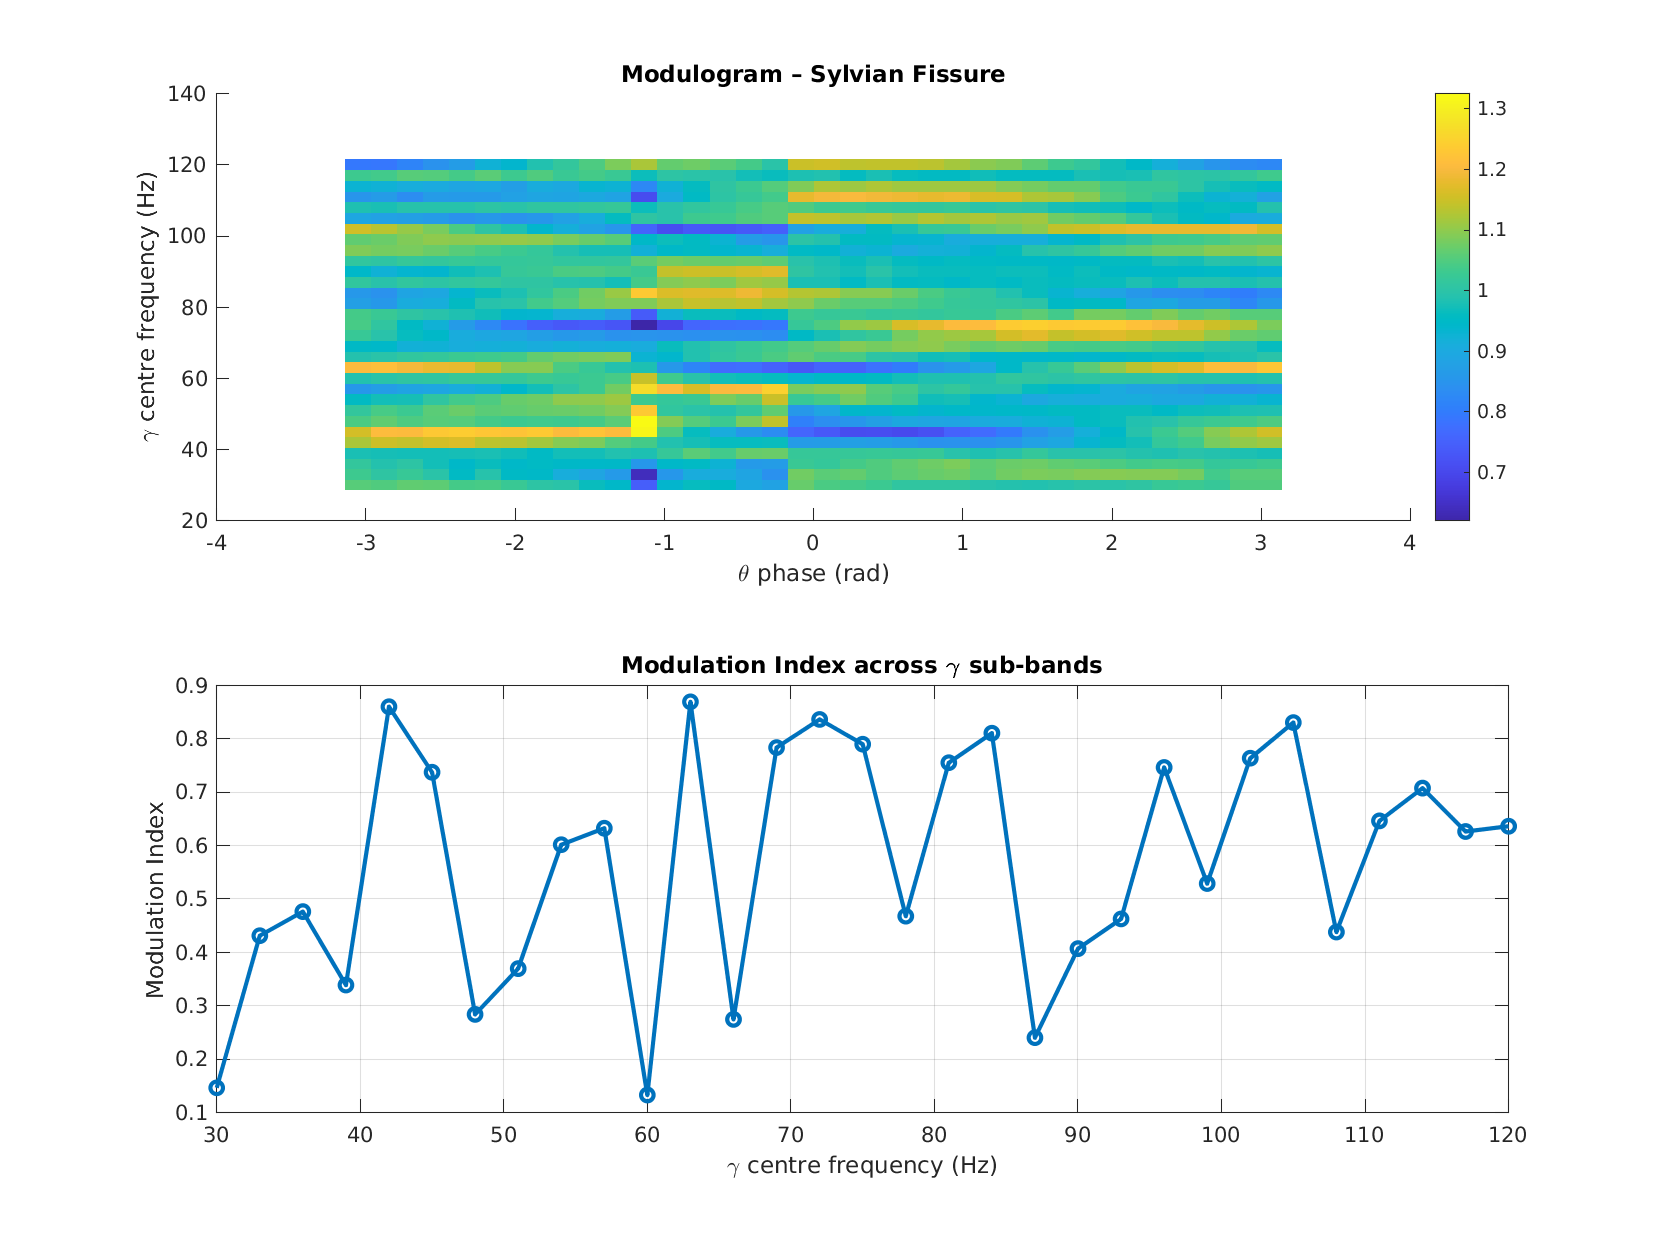 Modulogram – Sylvian Fissure
140
120
100
80
60
40
20
γ centre frequency (Hz)
-4 -3 -2 -1 0 1 2 3 4
θ phase (rad)
1.3
1.2
1.1
1
0.9
0.8
0.7
Modulation Index across γ sub-bands
0.9
0.8
0.7
0.6
0.5
0.4
0.3
0.2
0.1
Modulation Index
30 40 50 60 70 80 90 100 110 120
γ centre frequency (Hz)